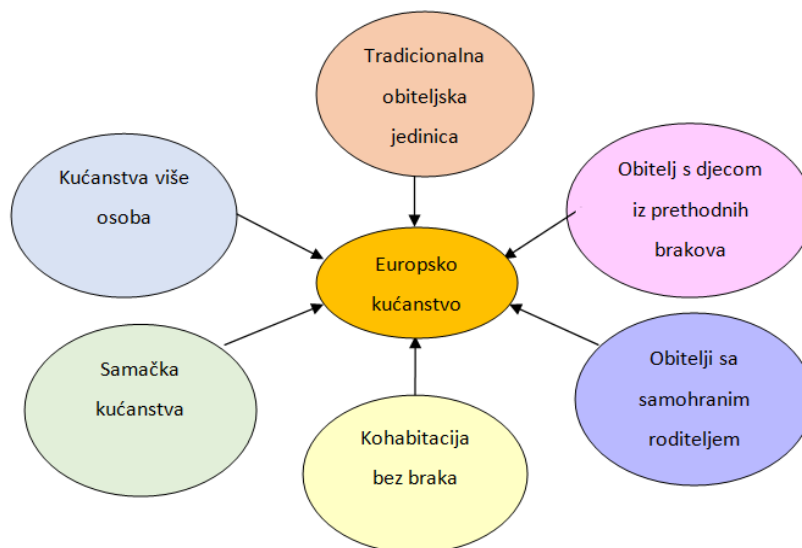 Tradicionalna
obiteljska
jedinica
Kućanstva više
osoba
Obitelj s djecom
iz prethodnih
brakova
Europsko
kućanstvo
Samačka
kućanstva
Obitelji sa
samohranim
roditeljem
Kohabitacija
bez braka